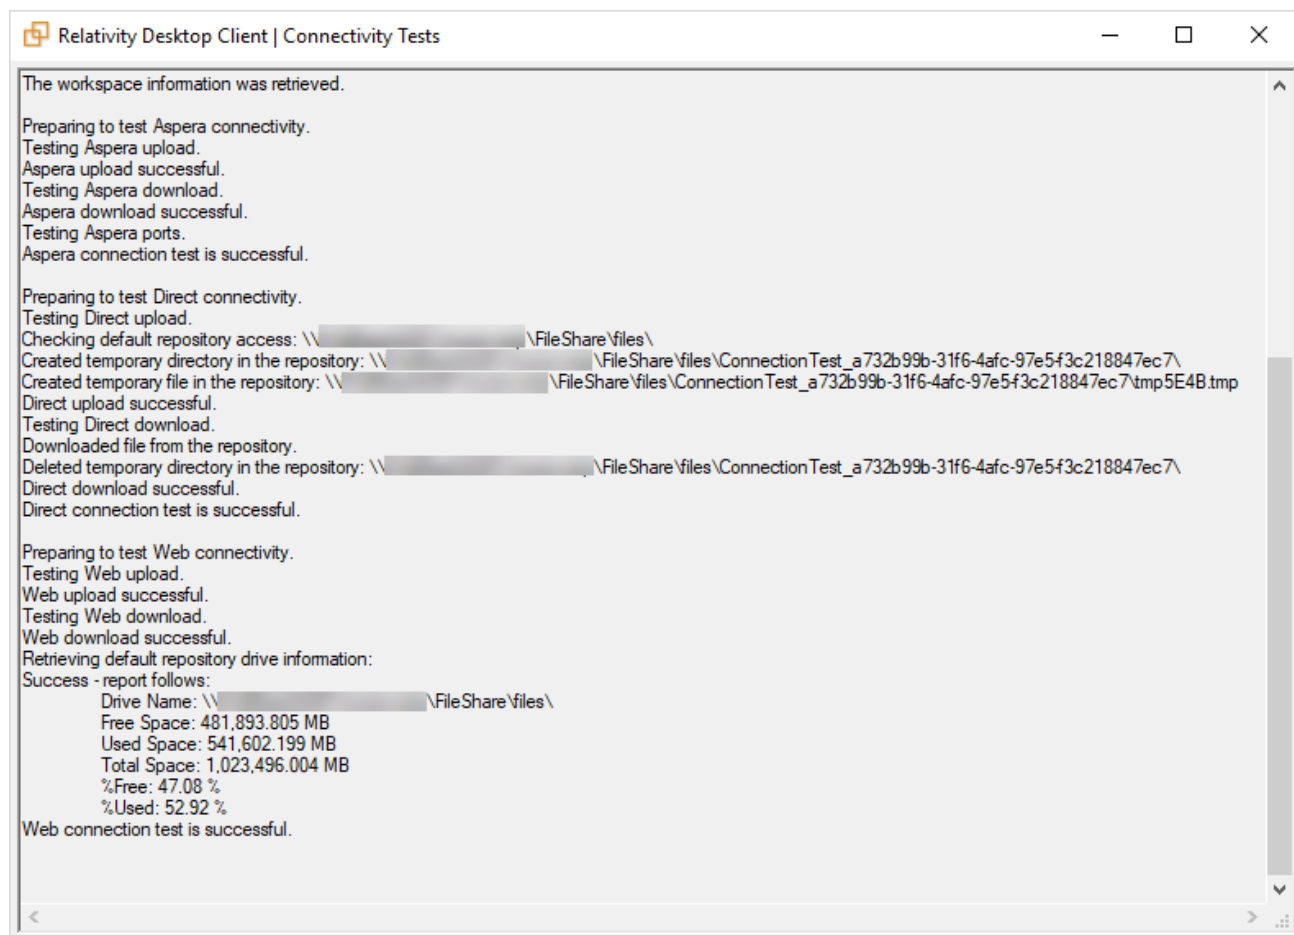 Relativity Desktop Client | Connectivity Tests
The workspace information was retrieved.
Preparing to test Aspera connectivity.
Testing Aspera upload.
Aspera upload successful.
Testing Aspera download.
Aspera download successful.
Testing Aspera ports.
Aspera connection test is successful.
Preparing to test Direct connectivity.
Testing Direct upload.
Checking default repository access: \\ \FileShare\files\
Created temporary directory in the repository: \\ \FileShare\files\ConnectionTest_a732b99b-31f6-4afc-97e5-f3c218847ec7\
Created temporary file in the repository: \\ \FileShare\files\ConnectionTest_a732b99b-31f6-4afc-97e5-f3c218847ec7\tmp5E4B.tmp
Direct upload successful.
Testing Direct download.
Downloaded file from the repository.
Deleted temporary directory in the repository: \\ \FileShare\files\ConnectionTest_a732b99b-31f6-4afc-97e5-f3c218847ec7\
Direct download successful.
Direct connection test is successful.
Preparing to test Web connectivity.
Testing Web upload.
Web upload successful.
Testing Web download.
Web download successful.
Retrieving default repository drive information:
Success - report follows:
Drive Name: \\ \FileShare\files\
Free Space: 481,893.805 MB
Used Space: 541,602.199 MB
Total Space: 1,023,496.004 MB
%Free: 47.08 %
%Used: 52.92 %
Web connection test is successful.